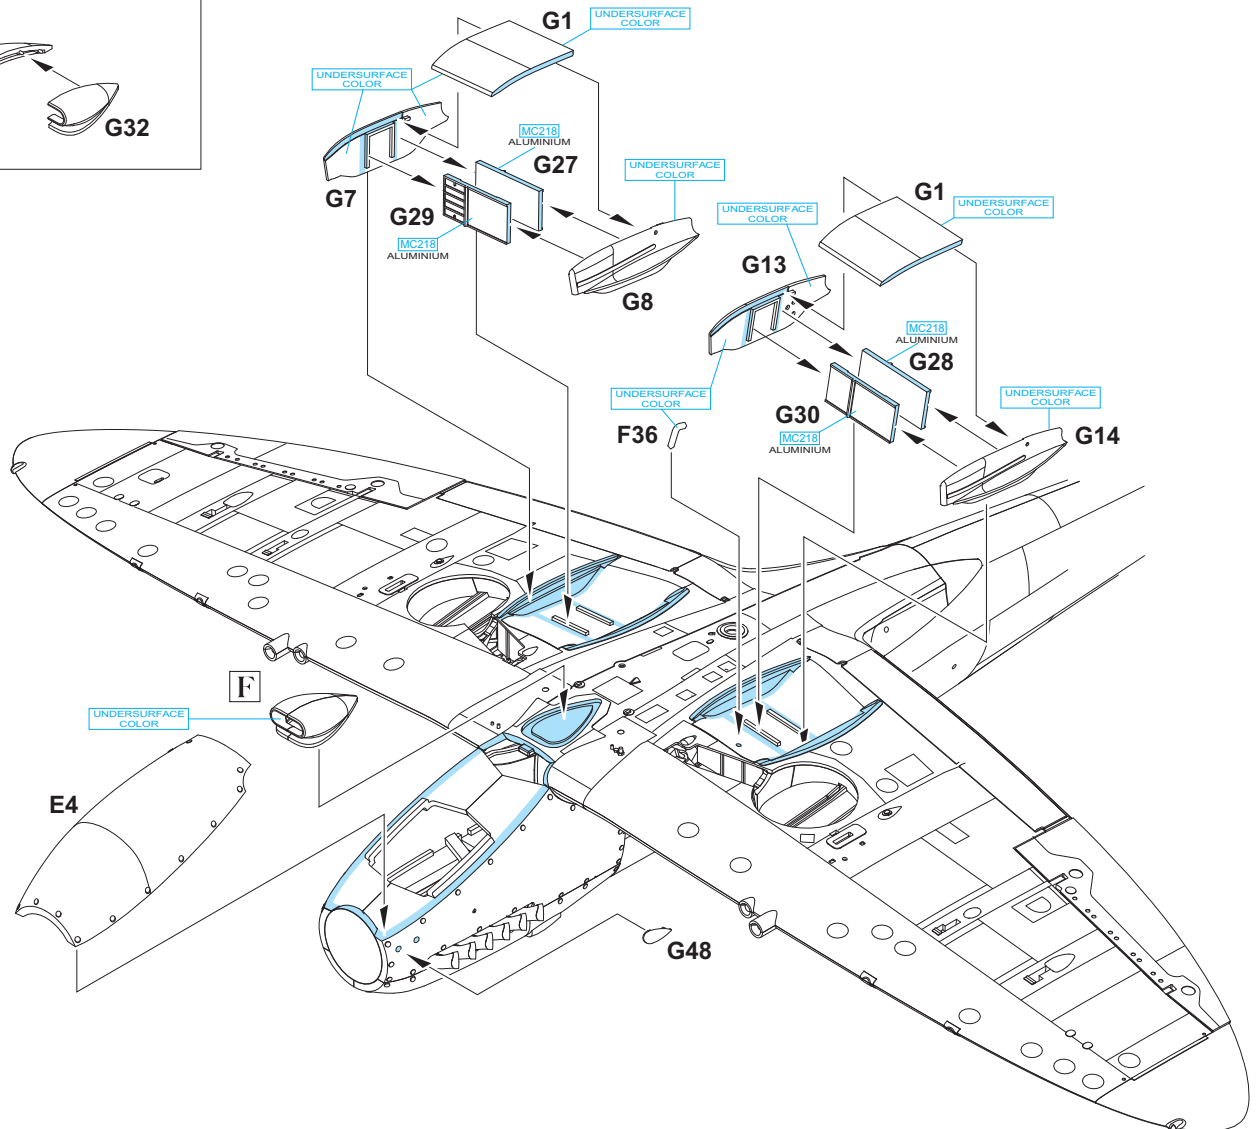 G1
UNDERSURFACE
COLOR
UNDERSURFACE
COLOR
G32
MC218
ALUMINIUM
G27
G7
UNDERSURFACE
COLOR
G1
G29
MC218
ALUMINIUM
UNDERSURFACE
COLOR
UNDERSURFACE
COLOR
G13
G8
MC218
ALUMINIUM
G28
UNDERSURFACE
COLOR
UNDERSURFACE
COLOR
G30
F36
MC218
ALUMINIUM
G14
F
UNDERSURFACE
COLOR
E4
G48